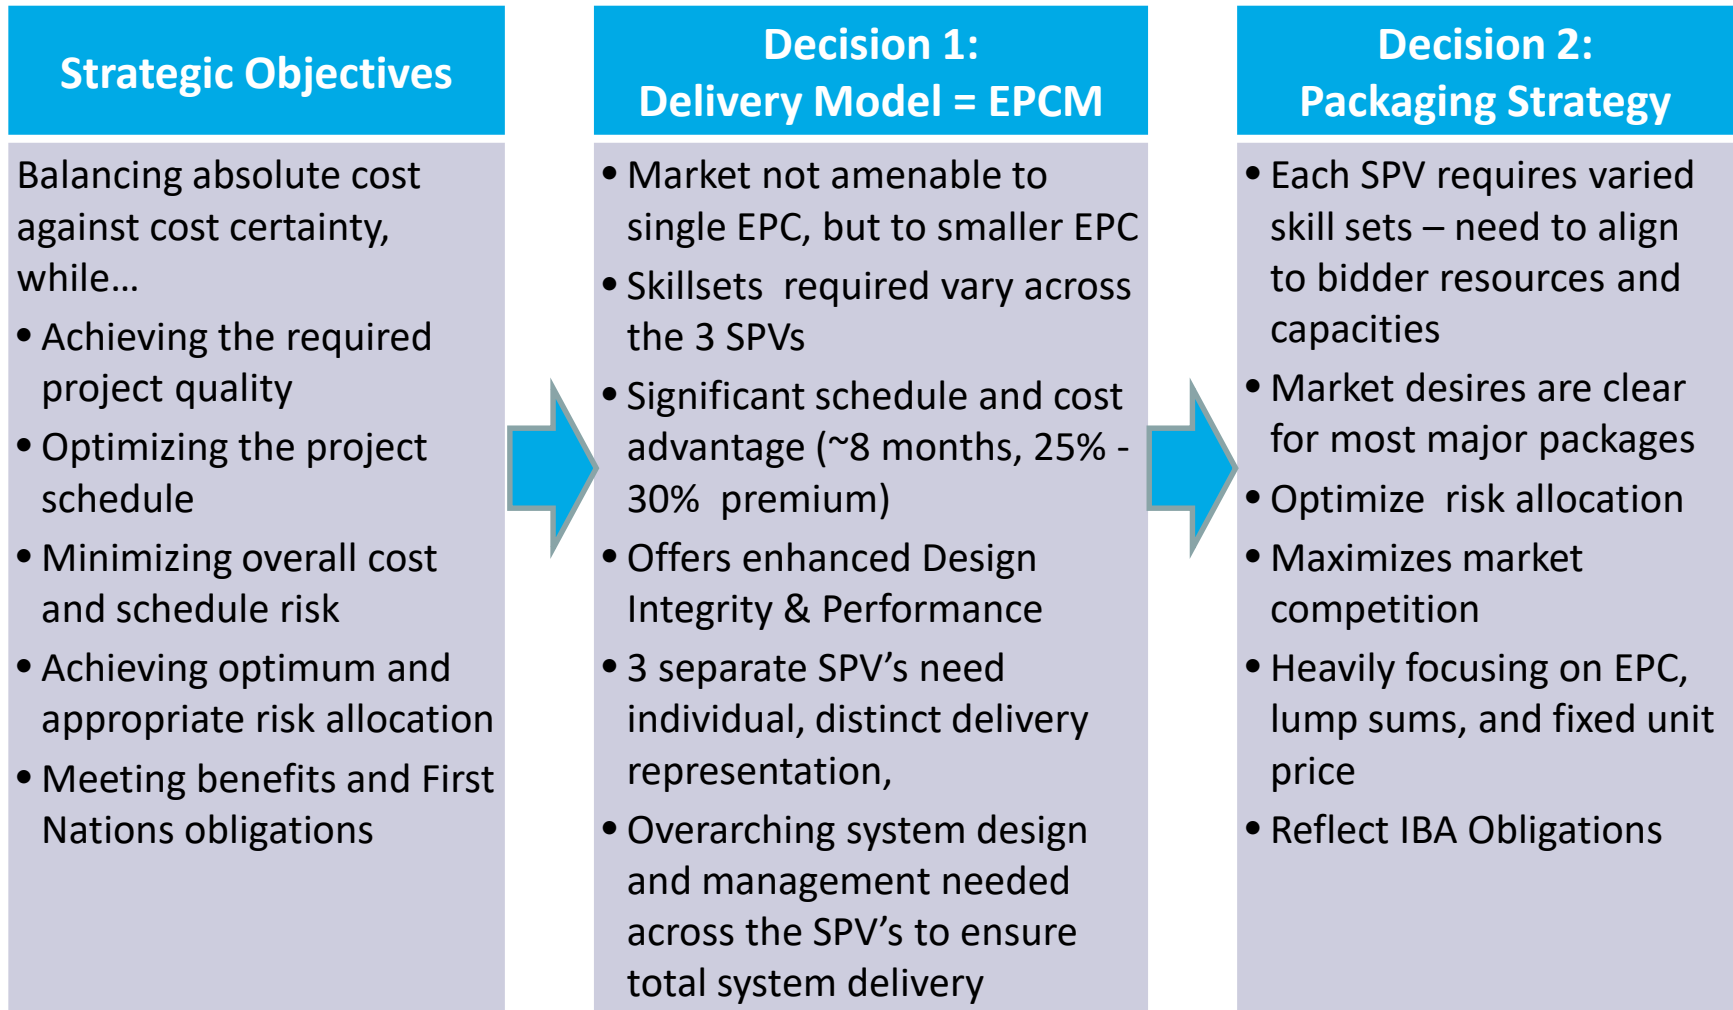 Strategic Objectives
Balancing absolute cost
against cost certainty,
while…
• Achieving the required
project quality
• Optimizing the project
schedule
• Minimizing overall cost
and schedule risk
• Achieving optimum and
appropriate risk allocation
• Meeting benefits and First
Nations obligations
Decision 1:
Delivery Model = EPCM
• Market not amenable to
single EPC, but to smaller EPC
• Skillsets  required vary across
the 3 SPVs
• Significant schedule and cost
advantage (~8 months, 25% -
30%  premium)
• Offers enhanced Design
Integrity & Performance
• 3 separate SPV’s need
individual, distinct delivery
representation,
• Overarching system design
and management needed
across the SPV’s to ensure
total system delivery
Decision 2:
Packaging Strategy
• Each SPV requires varied
skill sets – need to align
to bidder resources and
capacities
• Market desires are clear
for most major packages
• Optimize  risk allocation
• Maximizes market
competition
• Heavily focusing on EPC,
lump sums, and fixed unit
price
• Reflect IBA Obligations